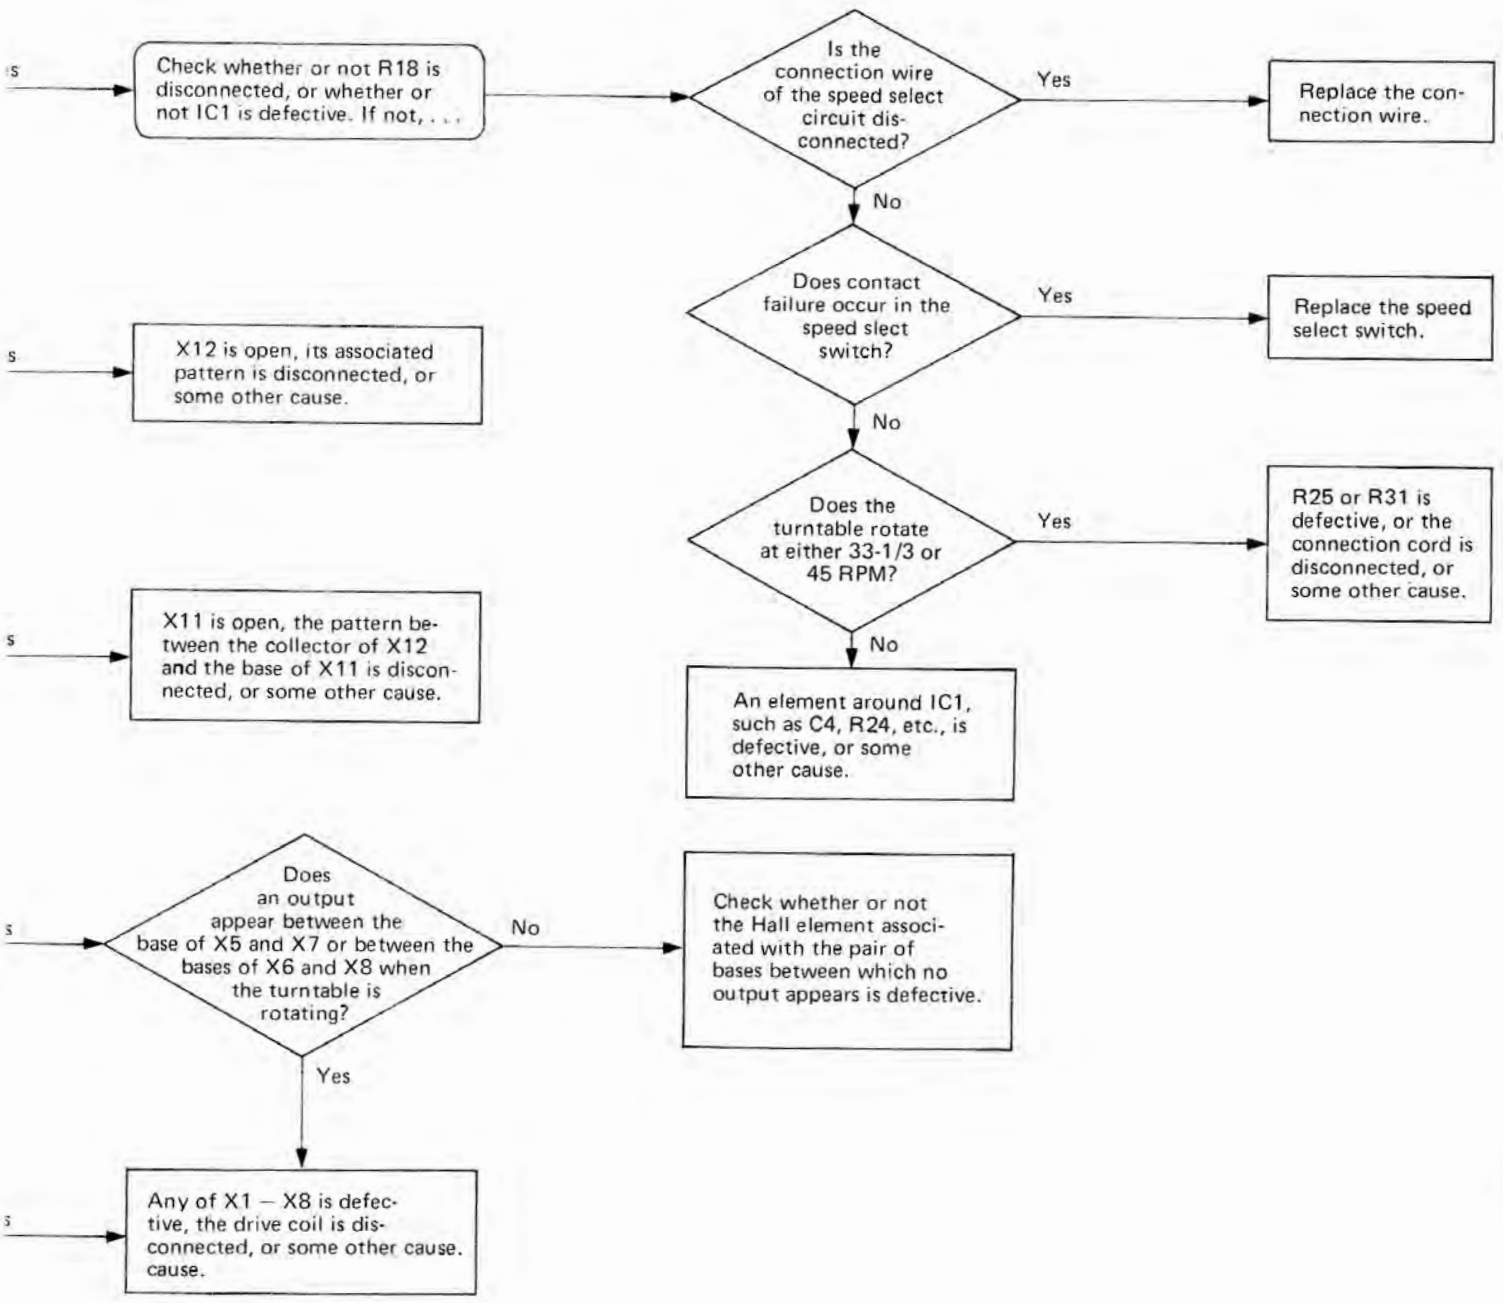 s
Check whether or not R18 is
disconnected, or whether or
not IC1 is defective. If not, . . .
Is the
connection wire
of the speed select
circuit dis-
connected?
Yes
Replace the con-
nection wire.
No
Does contact
failure occur in the
speed slect
switch?
Yes
Replace the speed
select switch.
s
X12 is open, its associated
pattern is disconnected, or
some other cause.
No
Does the
turntable rotate
at either 33-1/3 or
45 RPM?
Yes
R25 or R31 is
defective, or the
connection cord is
disconnected, or
some other cause.
s
X11 is open, the pattern be-
tween the collector of X12
and the base of X11 is discon-
nected, or some other cause.
No
An element around IC1,
such as C4, R24, etc., is
defective, or some
other cause.
s
Does
an output
appear between the
base of X5 and X7 or between the
bases of X6 and X8 when
the turntable is
rotating?
No
Check whether or not
the Hall element associ-
ated with the pair of
bases between which no
output appears is defective.
Yes
s
Any of X1 – X8 is defec-
tive, the drive coil is dis-
connected, or some other cause.
cause.